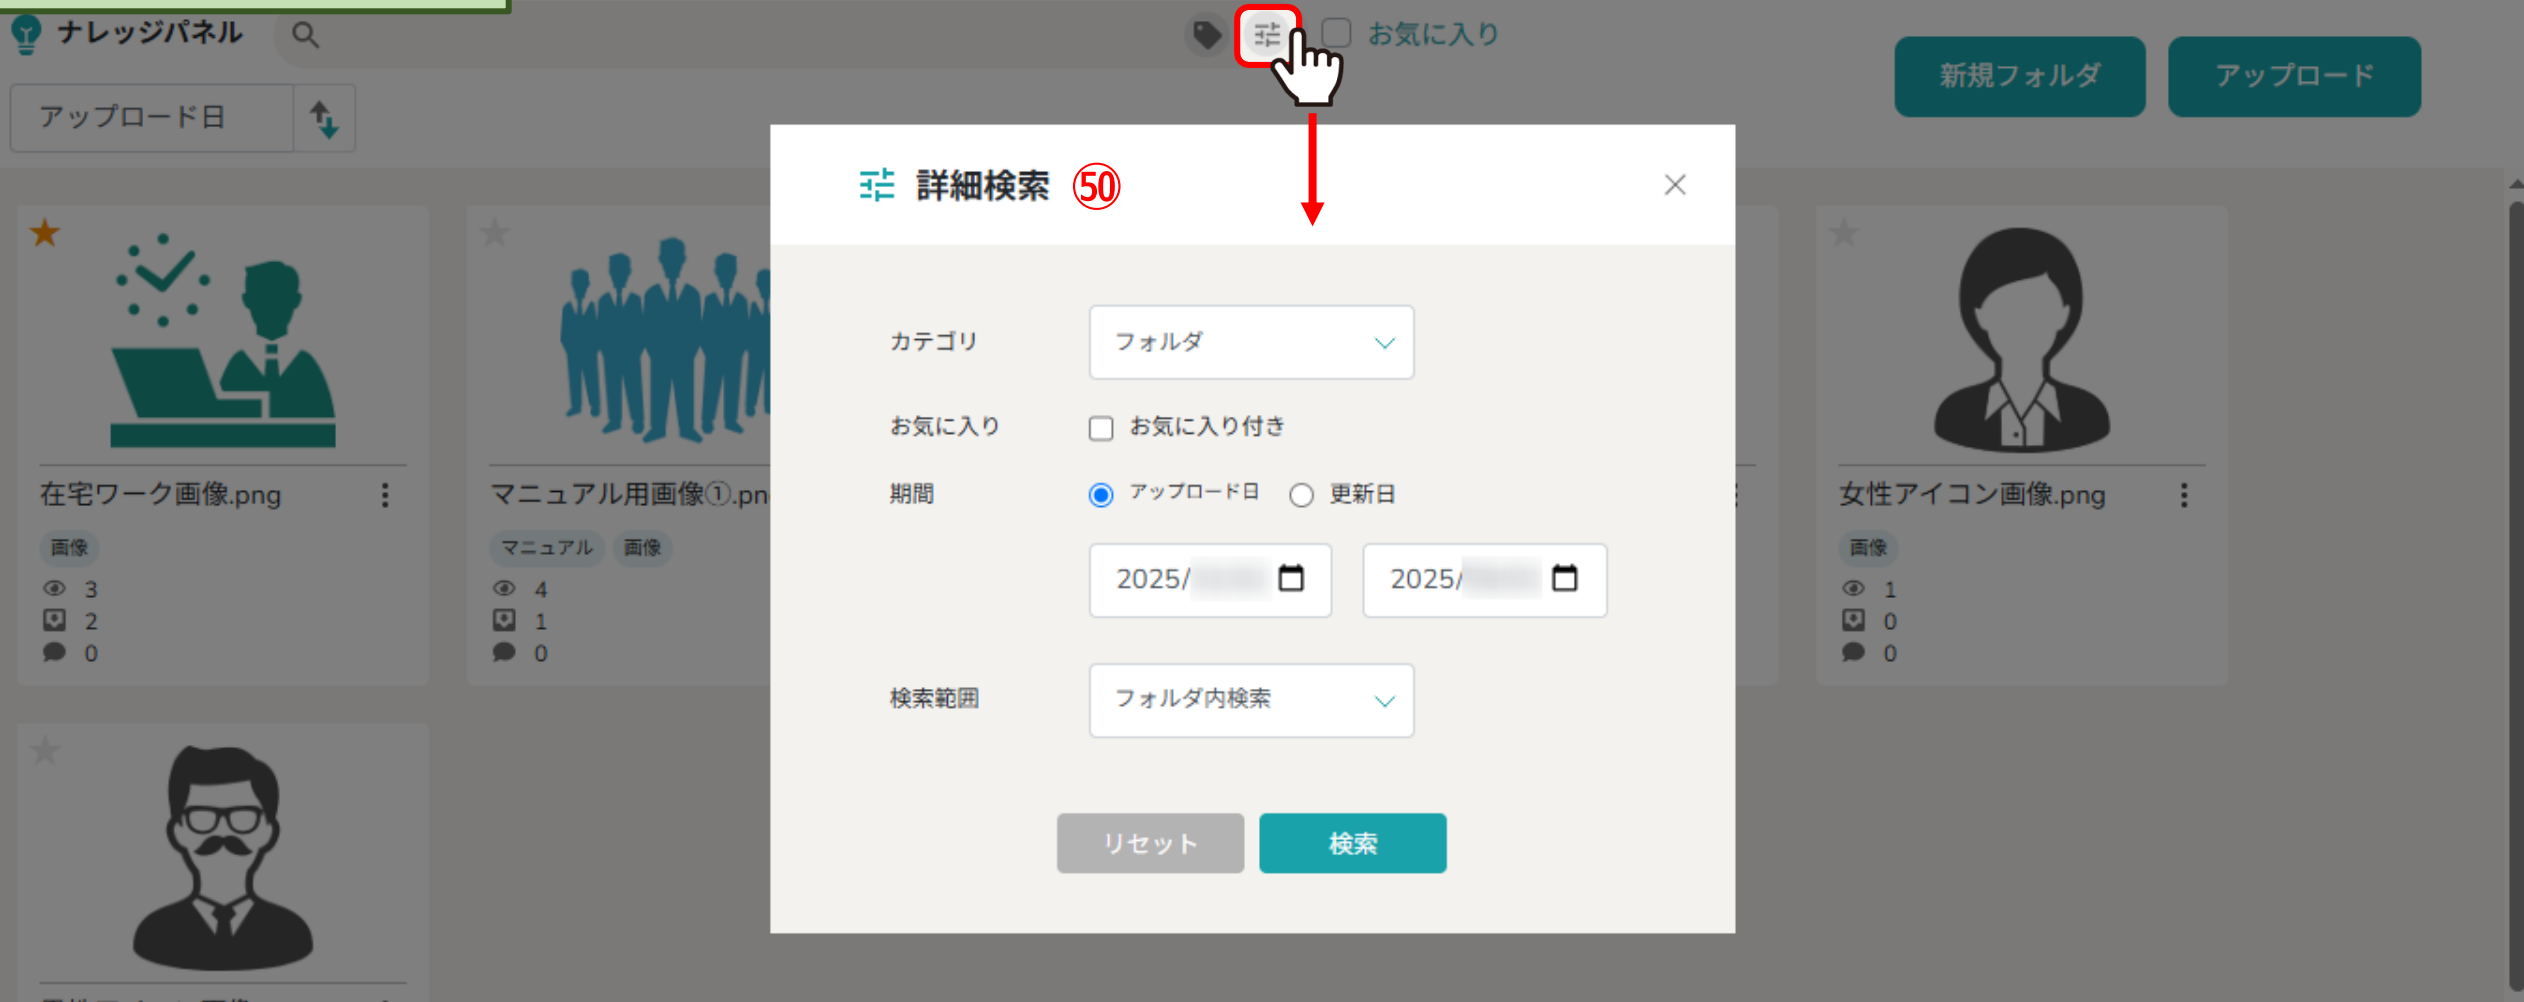 ナレッジパネル
お気に入り
新規フォルダ
アップロード
アップロード日
詳細検索 ㊿
カテゴリ
フォルダ
お気に入り
お気に入り付き
期間
アップロード日
更新日
2025/
2025/
検索範囲
フォルダ内検索
リセット
検索
在宅ワーク画像.png
画像
3
2
0
マニュアル用画像①.pn
マニュアル
画像
4
1
0
女性アイコン画像.png
画像
1
0
0